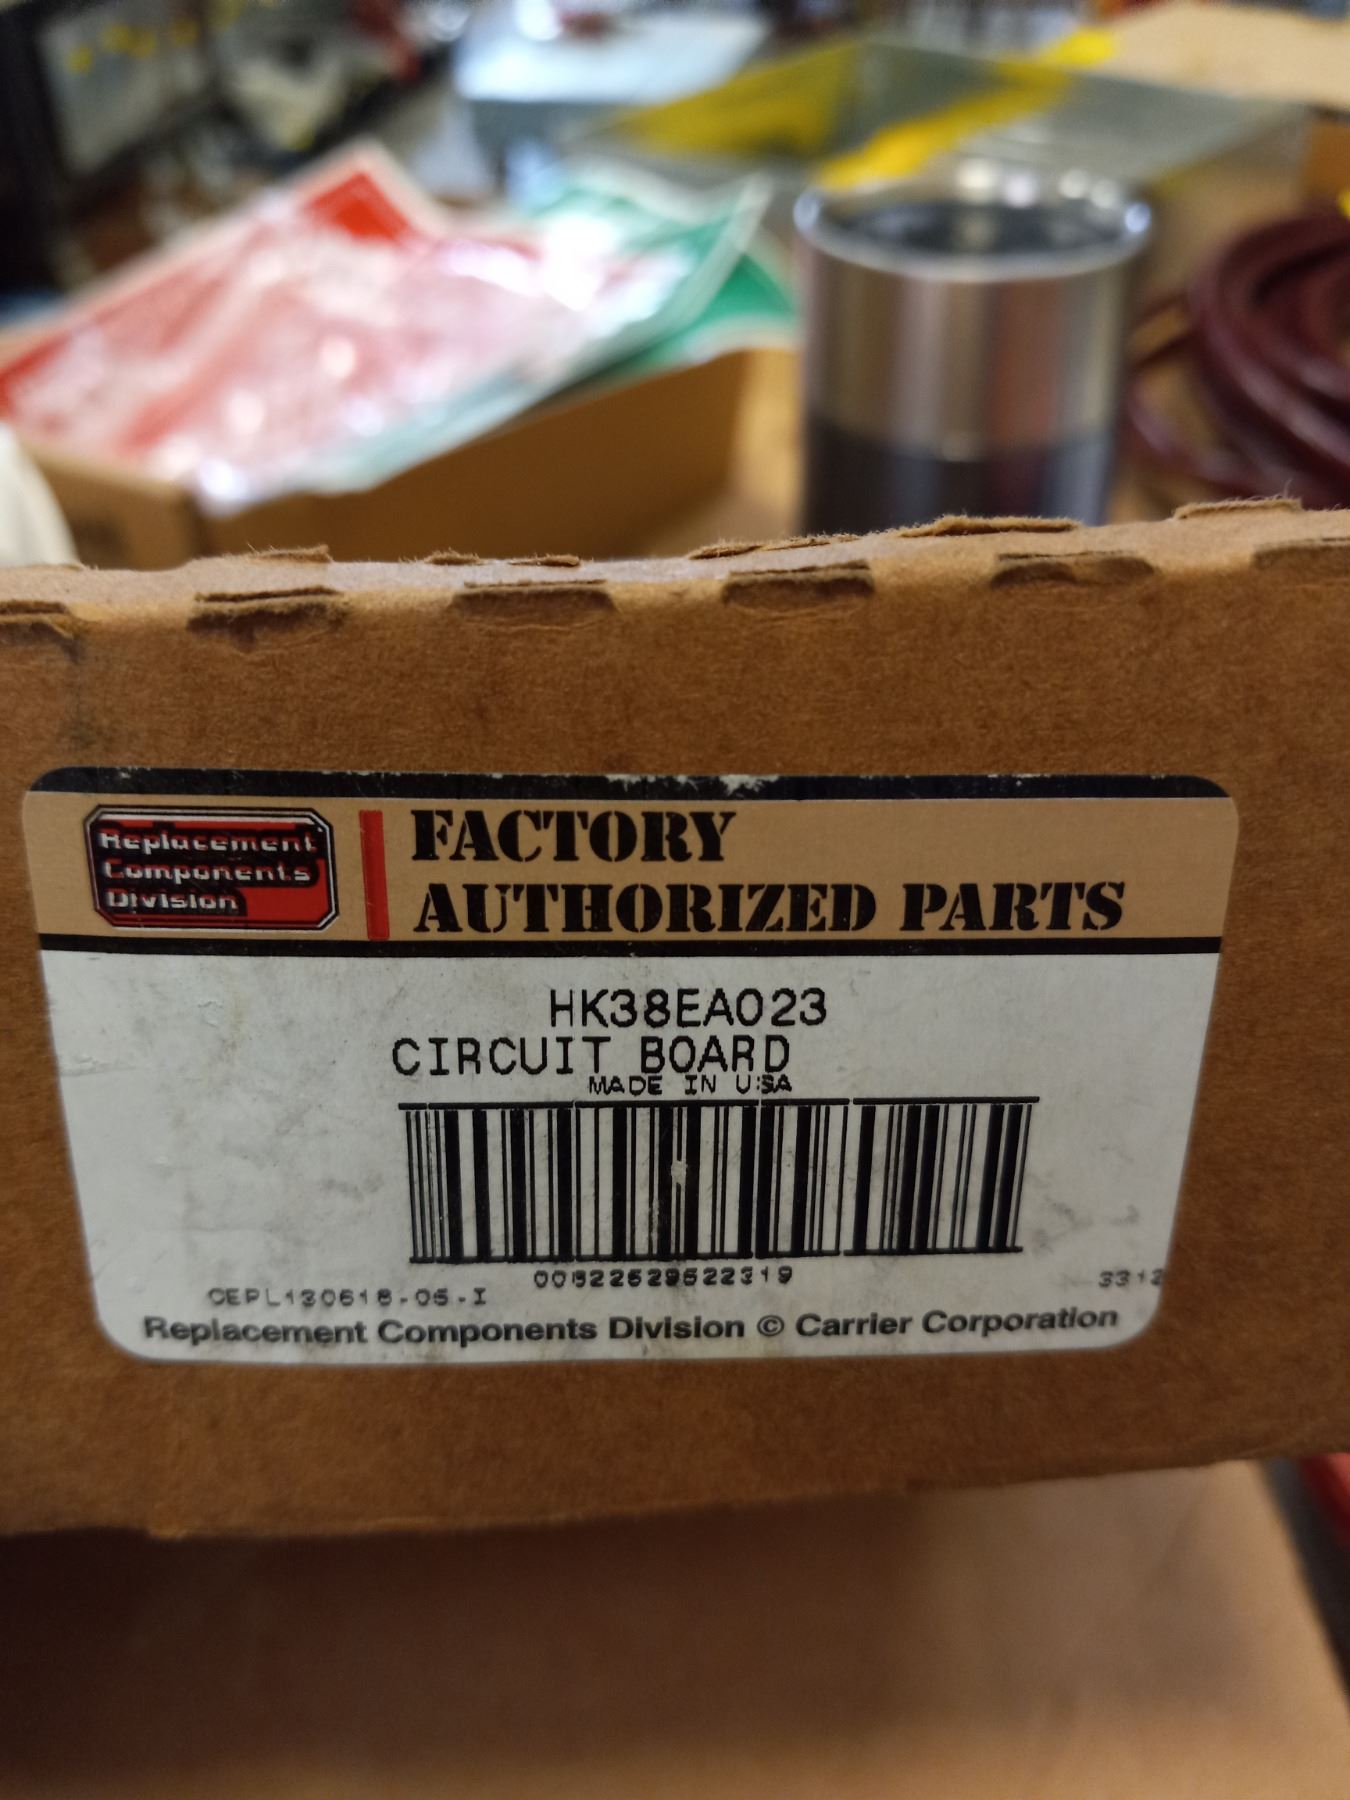 Replacement
Components
Division
FACTORY
AUTHORIZED PARTS
HK38EA023
CIRCUIT BOARD
MADE IN USA
CEPL130618-05-I
3312
Replacement Components Division © Carrier Corporation